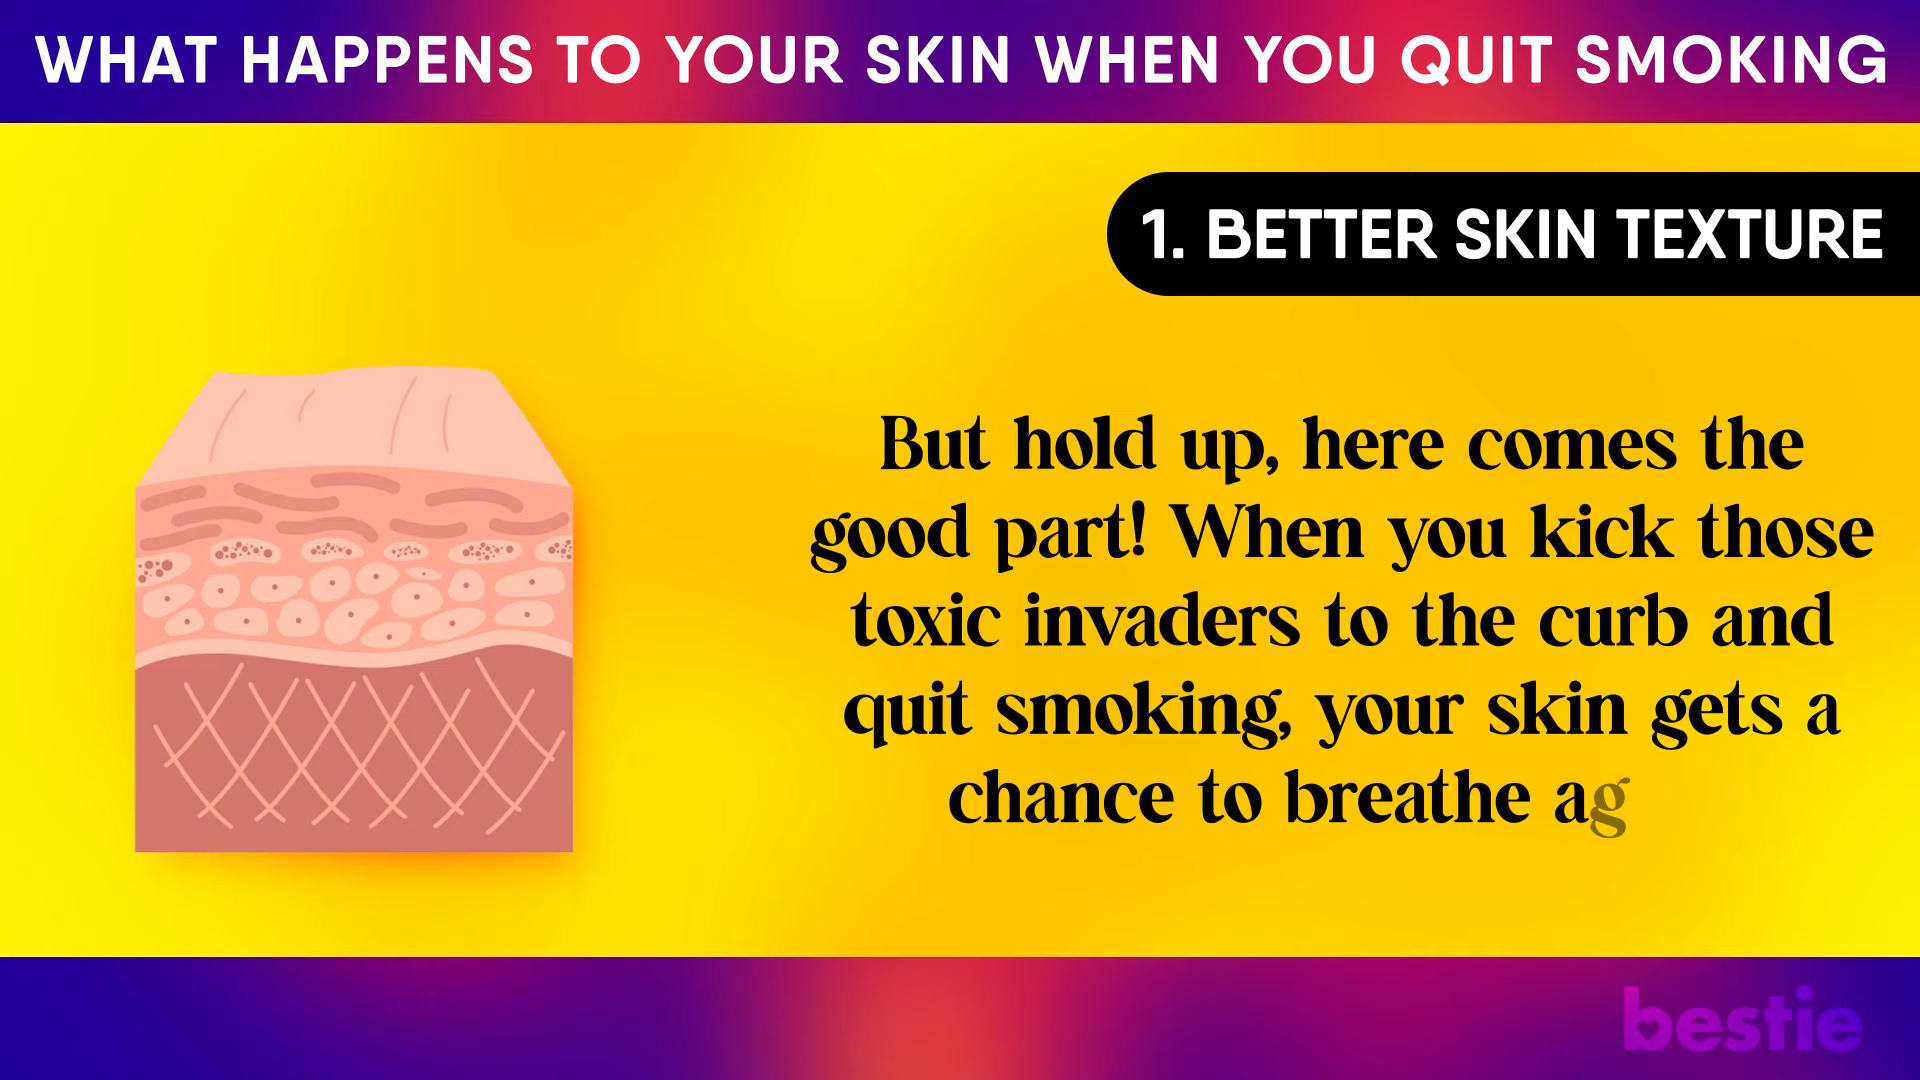 WHAT HAPPENS TO YOUR SKIN WHEN YOU QUIT SMOKING
1. BETTER SKIN TEXTURE
But hold up, here comes the
good part! When you kick those
toxic invaders to the curb and
quit smoking, your skin gets a
chance to breathe ag
bestie